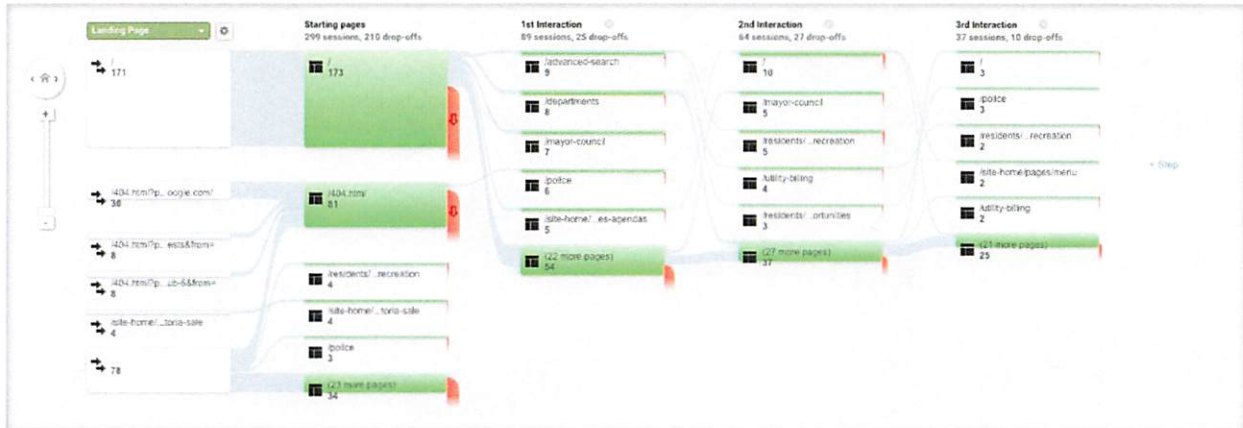 Landing Page
/
171
/404.html?p... oogle.com/
30
/404.html?p... ests&from=
8
/404.html?p... ub-5&from=
8
/site-home/... toria-sale
4
78
+
-
Starting pages
299 sessions, 210 drop-offs
/
173
/404.html
81
/residents/ ...recreation
4
/site-home/ ...toria-sale
4
/police
3
(23 more pages)
34
1st Interaction
89 sessions, 25 drop-offs
/advanced-search
9
/departments
8
/mayor-council
7
/police
6
/site-home/ ...es-agendas
5
(22 more pages)
54
2nd Interaction
64 sessions, 27 drop-offs
/
10
/mayor-council
5
/residents/ ...recreation
5
/utility-billing
4
/residents/ ...ortunities
3
(27 more pages)
37
3rd Interaction
37 sessions, 10 drop-offs
/
3
/police
3
/residents/ ...recreation
2
/site-home/pages/menu
2
/utility-billing
2
(21 more pages)
25
+ Step